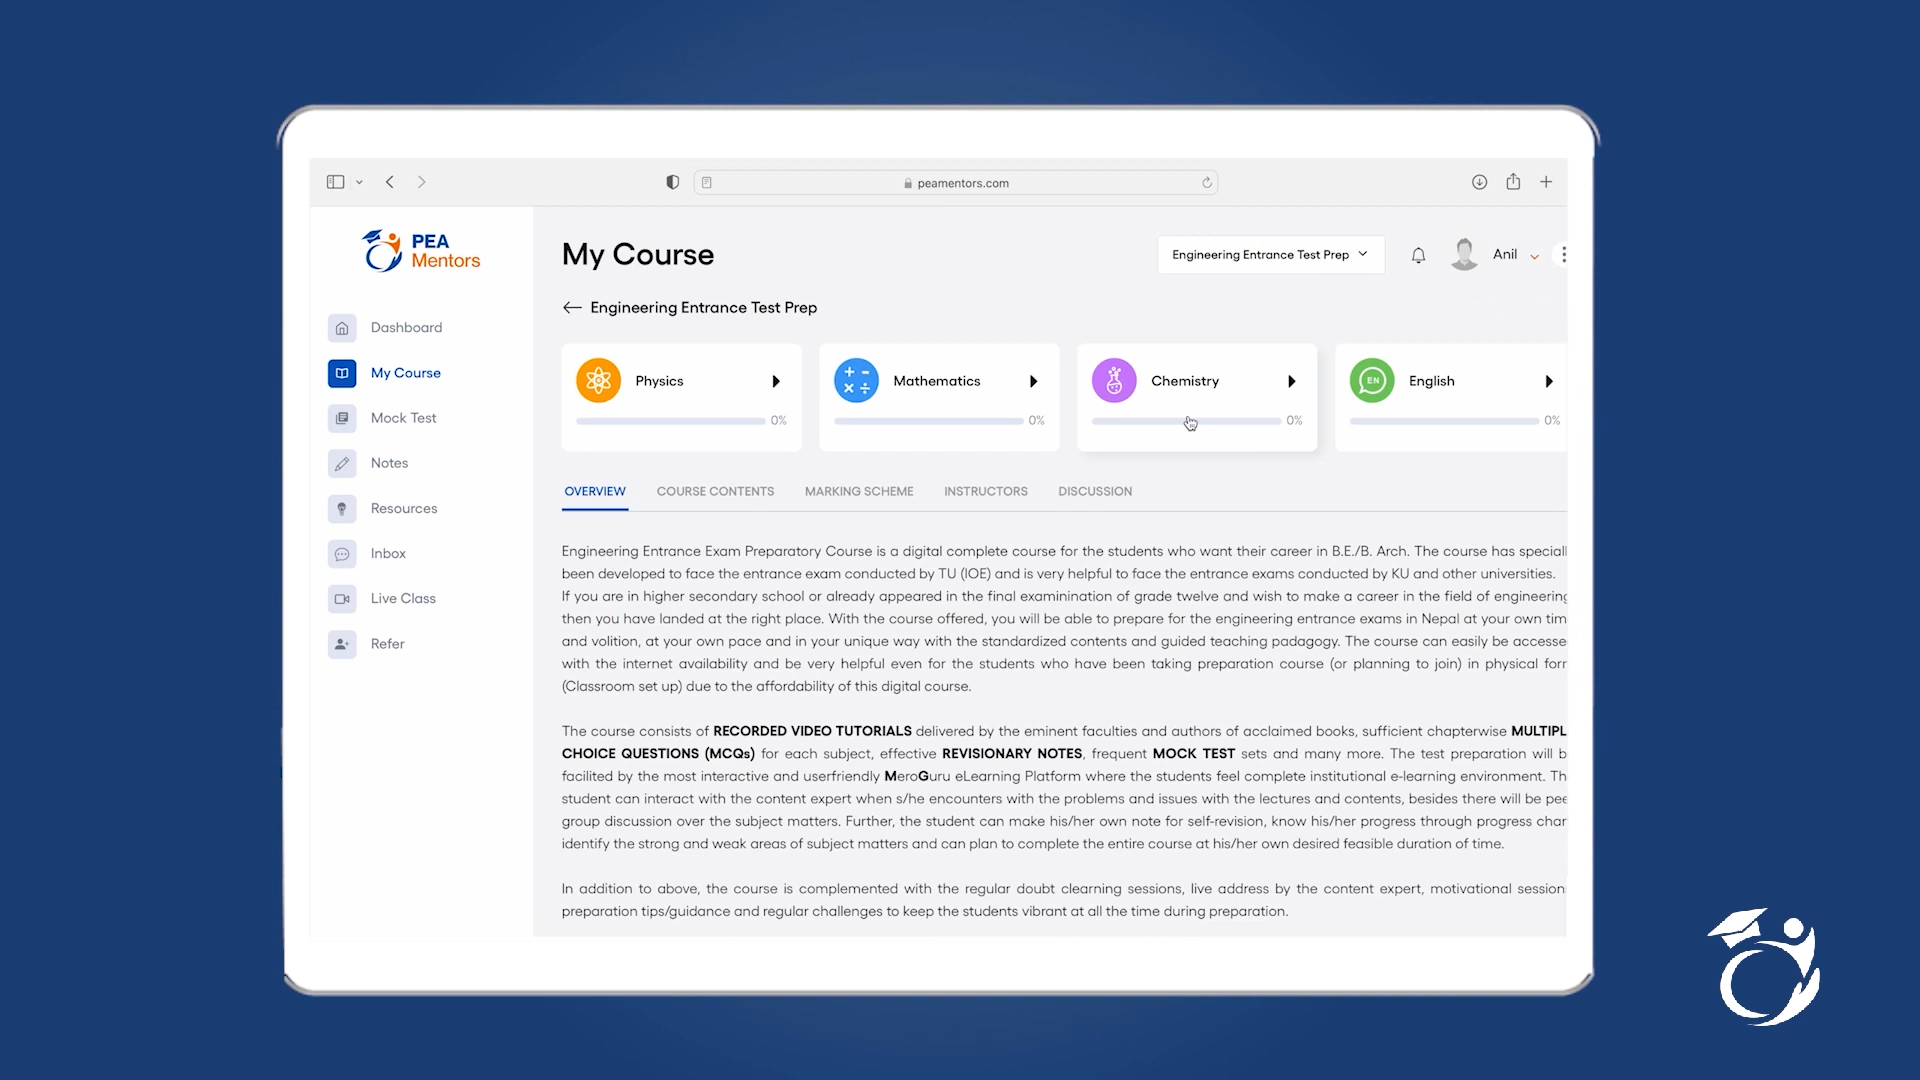 peamentors.com
PEA
Mentors
My Course
Engineering Entrance Test Prep
Anil
Engineering Entrance Test Prep
Dashboard
My Course
Mock Test
Notes
Resources
Inbox
Live Class
Refer
Physics
0%
Mathematics
0%
Chemistry
0%
EN
English
0%
OVERVIEW COURSE CONTENTS MARKING SCHEME INSTRUCTORS DISCUSSION
Engineering Entrance Exam Preparatory Course is a digital complete course for the students who want their career in B.E./B. Arch. The course has speciall
been developed to face the entrance exam conducted by TU (IOE) and is very helpful to face the entrance exams conducted by KU and other universities.
If you are in higher secondary school or already appeared in the final examinination of grade twelve and wish to make a career in the field of engineering
then you have landed at the right place. With the course offered, you will be able to prepare for the engineering entrance exams in Nepal at your own tim
and volition, at your own pace and in your unique way with the standardized contents and guided teaching padagogy. The course can easily be accesse
with the internet availability and be very helpful even for the students who have been taking preparation course (or planning to join) in physical for
(Classroom set up) due to the affordability of this digital course.
The course consists of RECORDED VIDEO TUTORIALS delivered by the eminent faculties and authors of acclaimed books, sufficient chapterwise MULTIPL
CHOICE QUESTIONS (MCQs) for each subject, effective REVISIONARY NOTES, frequent MOCK TEST sets and many more. The test preparation will b
facilited by the most interactive and userfriendly MeroGuru eLearning Platform where the students feel complete institutional e-learning environment. Th
student can interact with the content expert when s/he encounters with the problems and issues with the lectures and contents, besides there will be pee
group discussion over the subject matters. Further, the student can make his/her own note for self-revision, know his/her progress through progress char
identify the strong and weak areas of subject matters and can plan to complete the entire course at his/her own desired feasible duration of time.
In addition to above, the course is complemented with the regular doubt clearning sessions, live address by the content expert, motivational session
preparation tips/guidance and regular challenges to keep the students vibrant at all the time during preparation.